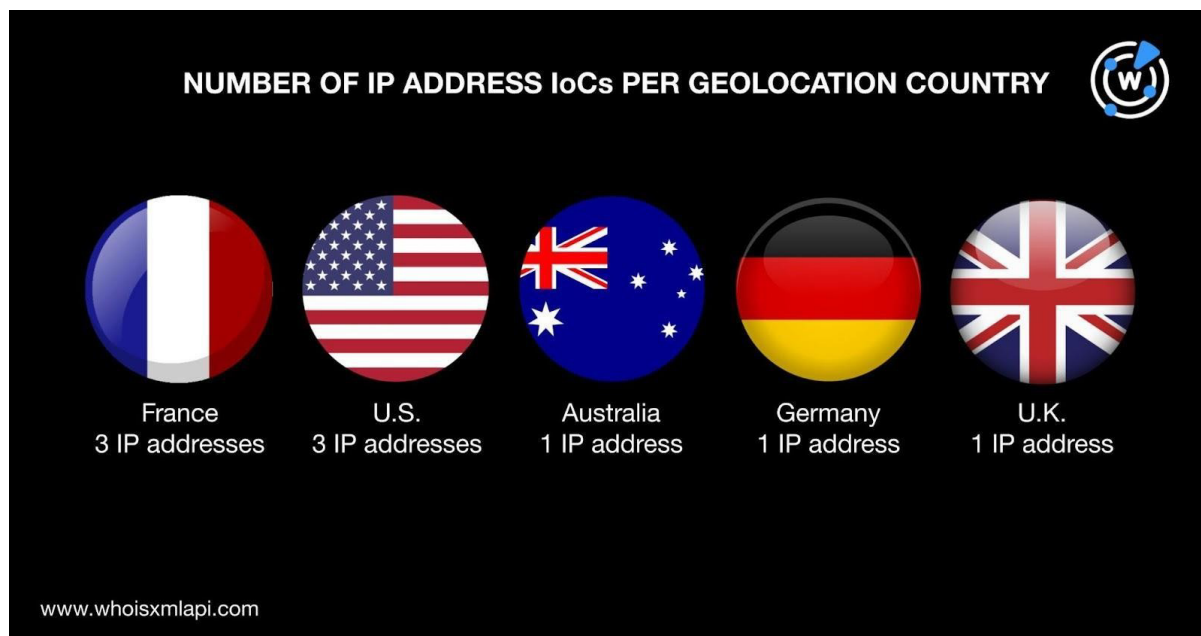 NUMBER OF IP ADDRESS IoCs PER GEOLOCATION COUNTRY
W
France
3 IP addresses
U.S.
3 IP addresses
Australia
1 IP address
Germany
1 IP address
U.K.
1 IP address
www.whoisxmlapi.com